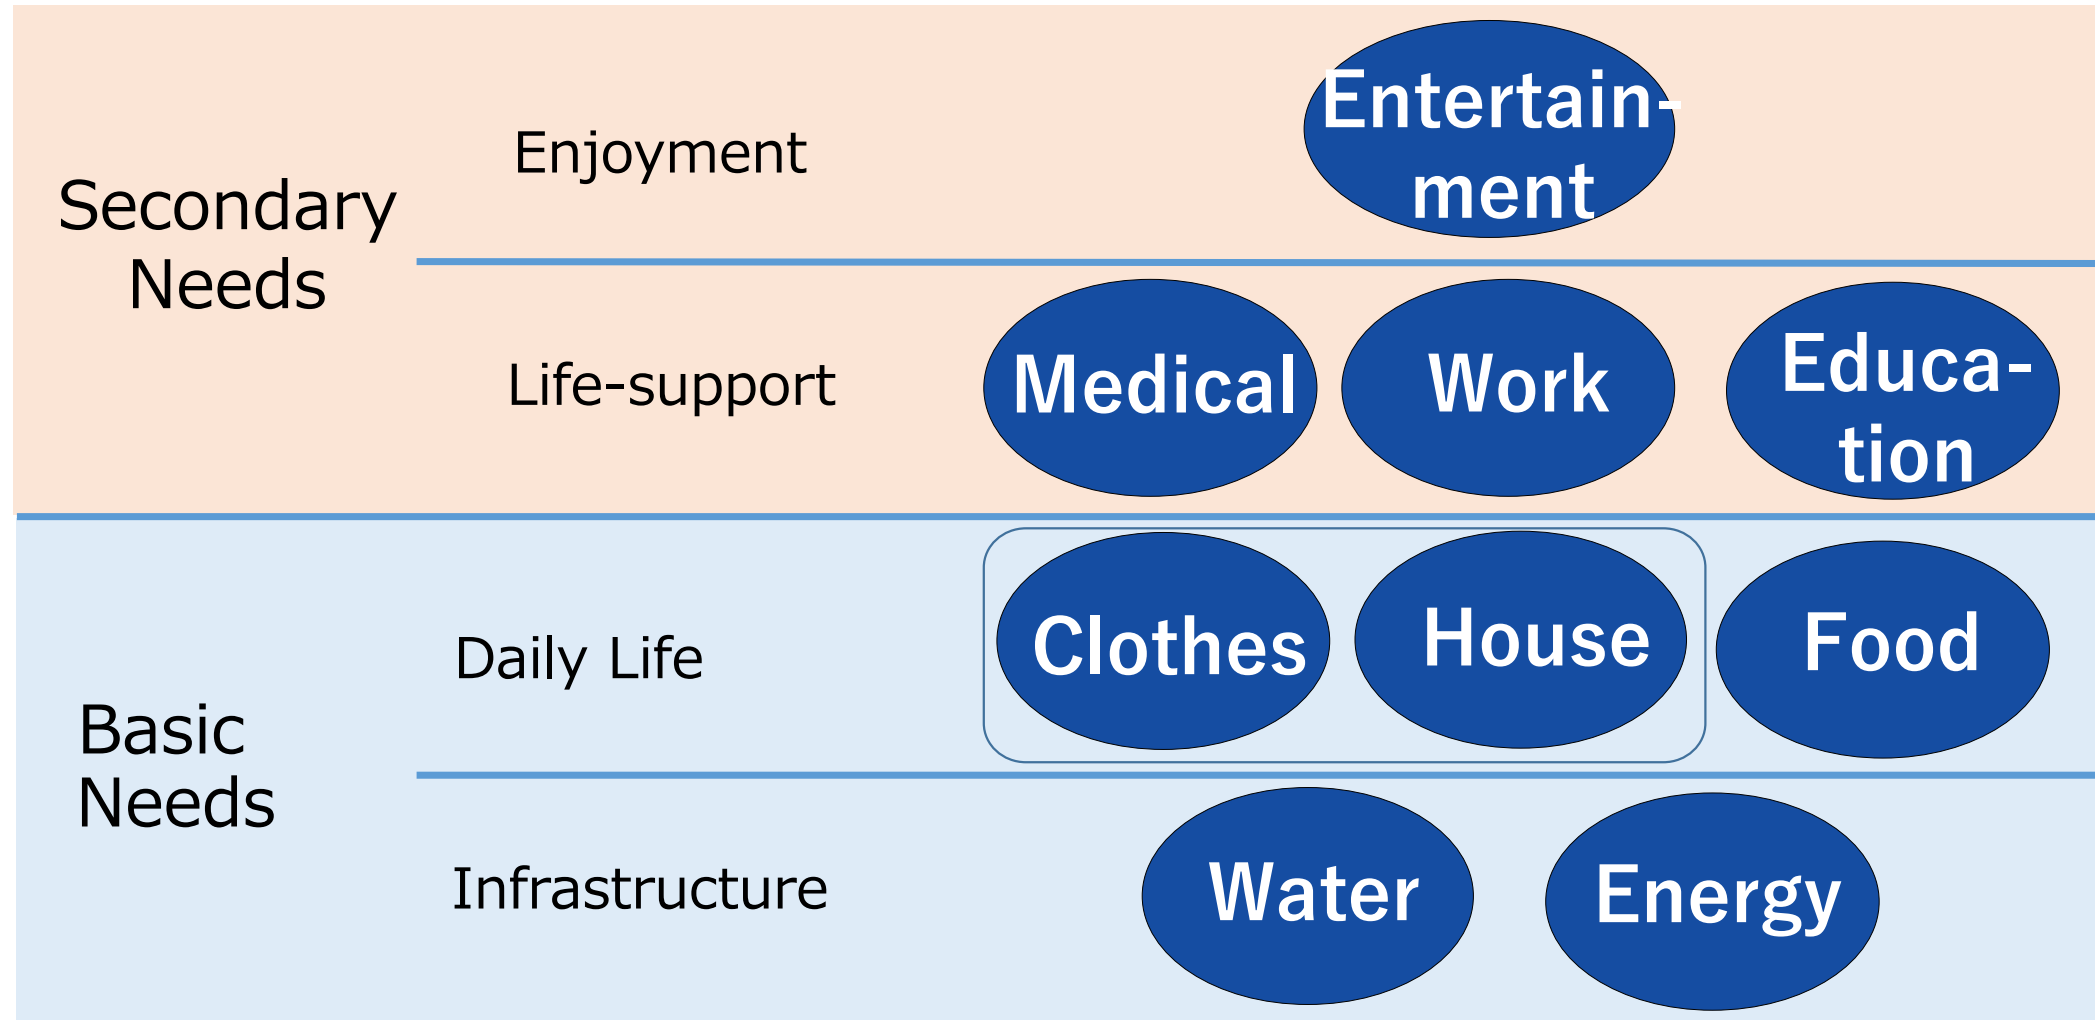 Secondary
Needs
Enjoyment
Entertain-
ment
Life-support
Medical
Work
Educa-
tion
Basic
Needs
Daily Life
Clothes
House
Food
Infrastructure
Water
Energy